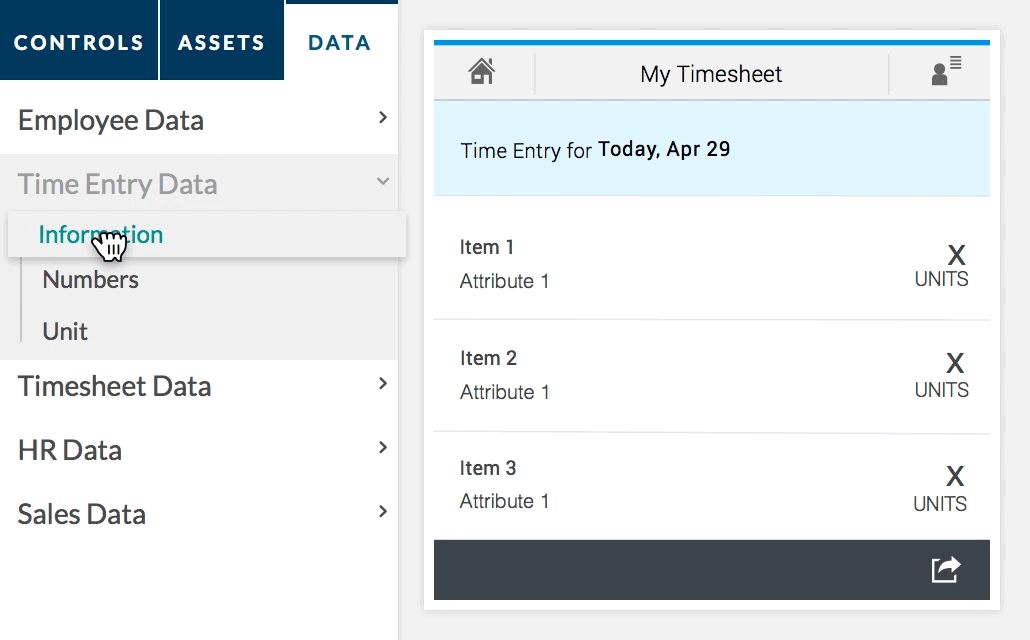 CONTROLS ASSETS DATA
Employee Data
Time Entry Data
Information
Numbers
Unit
Timesheet Data
HR Data
Sales Data
My Timesheet
Time Entry for Today, Apr 29
Item 1
Attribute 1
X
UNITS
Item 2
Attribute 1
X
UNITS
Item 3
Attribute 1
X
UNITS